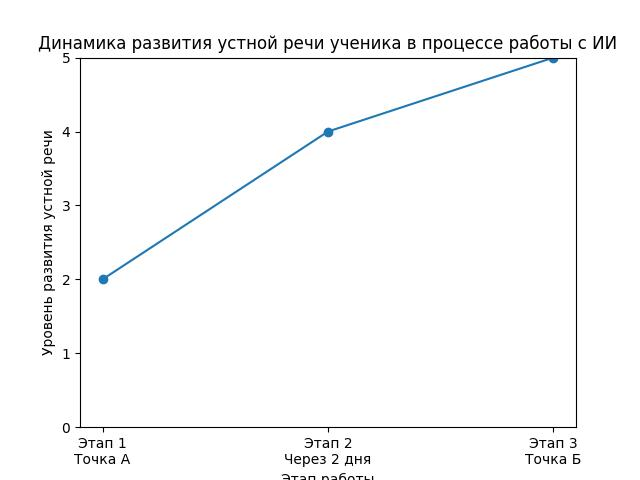 Динамика развития устной речи ученика в процессе работы с ИИ
Уровень развития устной речи
5
4
3
2
1
0
Этап 1
Точка А
Этап 2
Через 2 дня
Этап 3
Точка Б
Этап работы